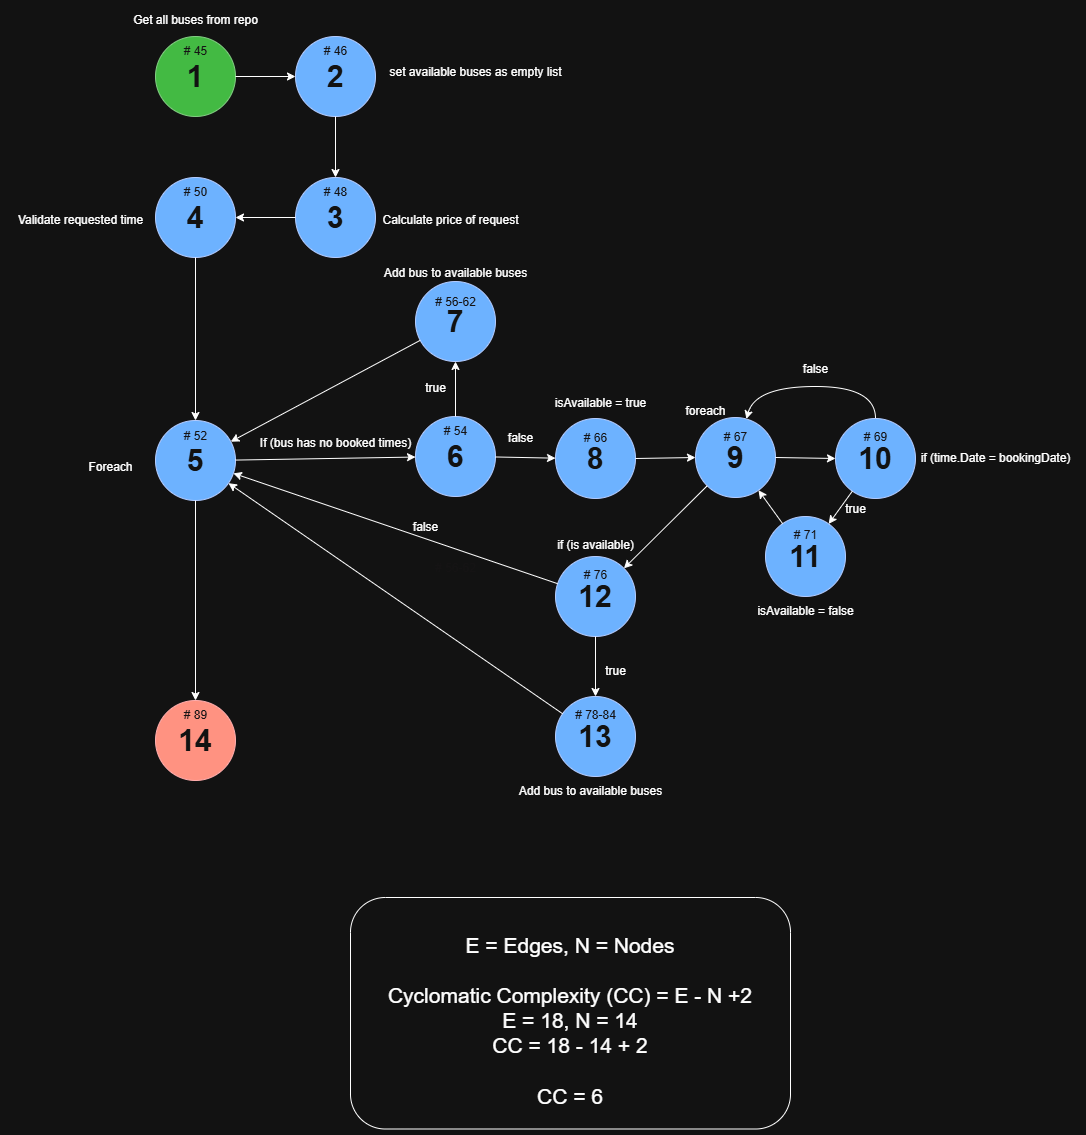 Get all buses from repo
# 45
1
# 46
2
set available buses as empty list
Validate requested time
# 50
4
# 48
3
Calculate price of request
Add bus to available buses
# 56-62
7
true
false
isAvailable = true
foreach
Foreach
# 52
5
If (bus has no booked times)
# 54
6
false
# 66
8
# 67
9
# 69
10
if (time.Date = bookingDate)
true
false
if (is available)
# 71
11
isAvailable = false
# 76
12
true
# 89
14
# 78-84
13
Add bus to available buses
E = Edges, N = Nodes
Cyclomatic Complexity (CC) = E - N +2
E = 18, N = 14
CC = 18 - 14 + 2
CC = 6